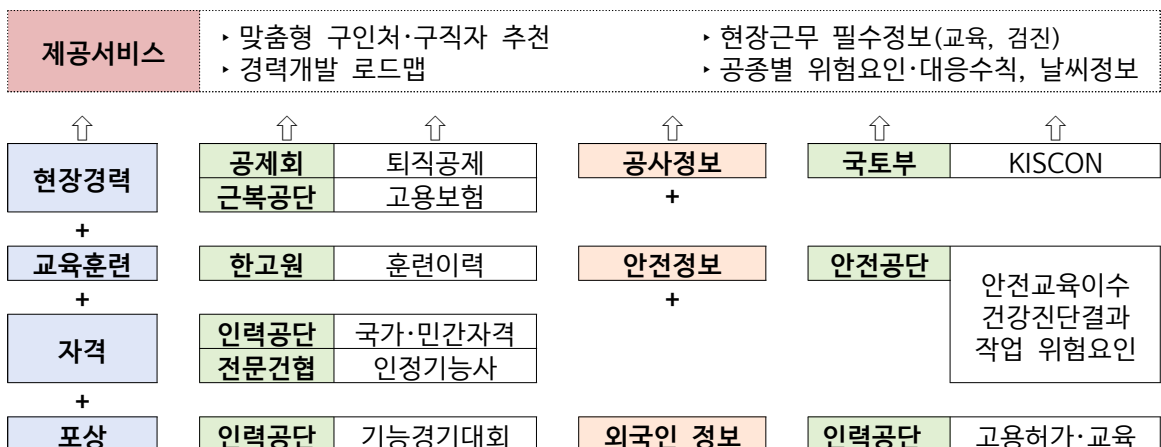 제공서비스
‣ 맞춤형 구인처·구직자 추천 ‣ 현장근무 필수정보(교육, 검진)
‣ 경력개발 로드맵 ‣ 공종별 위험요인·대응수칙, 날씨정보
⇧ ⇧ ⇧ ⇧ ⇧ ⇧
현장경력 공제회 퇴직공제 공사정보 국토부 KISCON
근복공단 고용보험 +
+
교육훈련 한고원 훈련이력 안전정보 안전공단 안전교육이수
+ + 건강진단결과
작업 위험요인
자격 인력공단 국가·민간자격
전문건협 인정기능사
+
포상 인력공단 기능경기대회 외국인 정보 인력공단 고용허가·교육